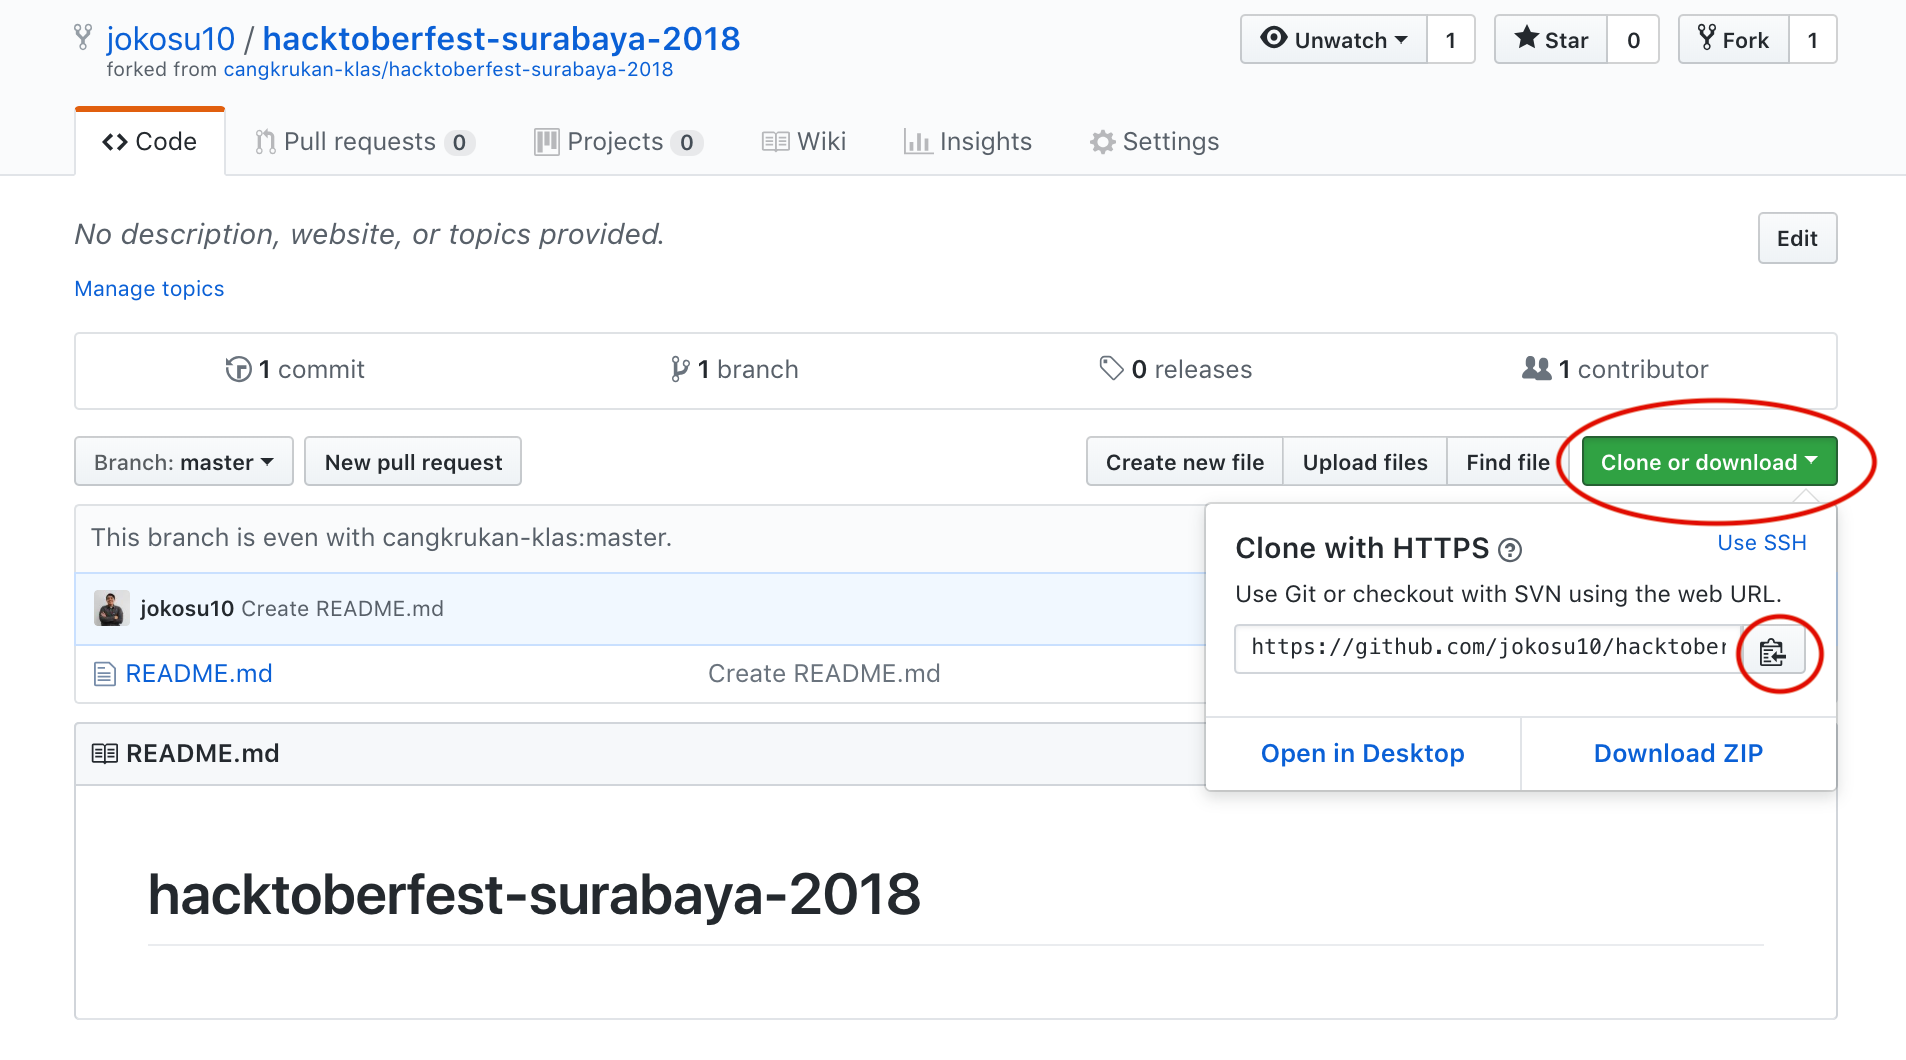 jokosu10 / hacktoberfest-surabaya-2018
forked from cangkrukan-klas/hacktoberfest-surabaya-2018
Unwatch 1 Star 0 Fork 1
Code Pull requests 0 Projects 0 Wiki Insights Settings
No description, website, or topics provided.
Edit
Manage topics
1 commit 1 branch 0 releases 1 contributor
Branch: master New pull request Create new file Upload files Find file Clone or download
This branch is even with cangkrukan-klas:master.
jokosu10 Create README.md
README.md Create README.md
Clone with HTTPS ? Use SSH
Use Git or checkout with SVN using the web URL.
https://github.com/jokosu10/hacktober
Open in Desktop Download ZIP
README.md
hacktoberfest-surabaya-2018